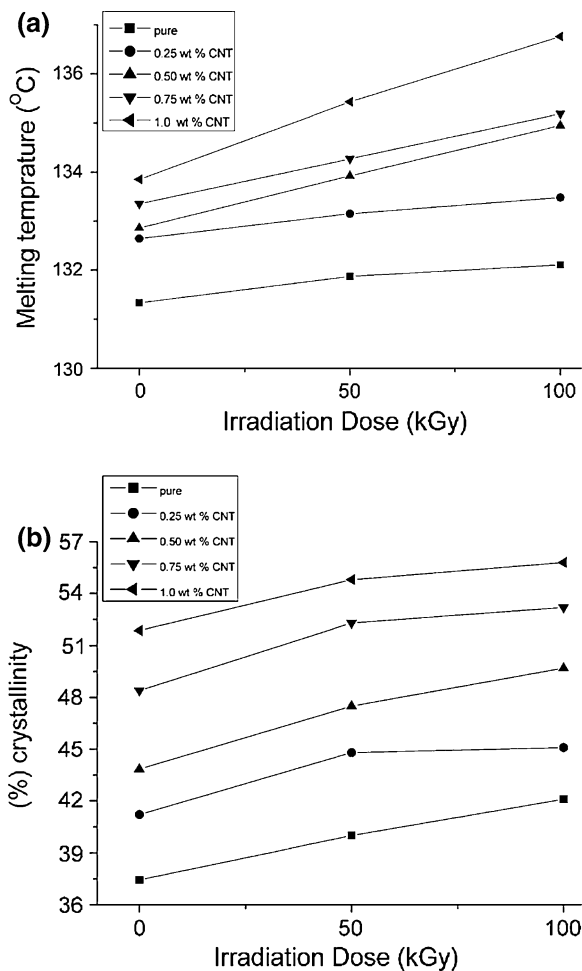 (a)
pure
0.25 wt % CNT
0.50 wt % CNT
0.75 wt % CNT
1.0 wt % CNT
136
134
132
130
Melting temprature (°C)
0 50 100
Irradiation Dose (kGy)
(b)
pure
0.25 wt % CNT
0.50 wt % CNT
0.75 wt % CNT
1.0 wt % CNT
57
54
51
48
45
42
39
36
(%) crystallinity
0 50 100
Irradiation Dose (kGy)